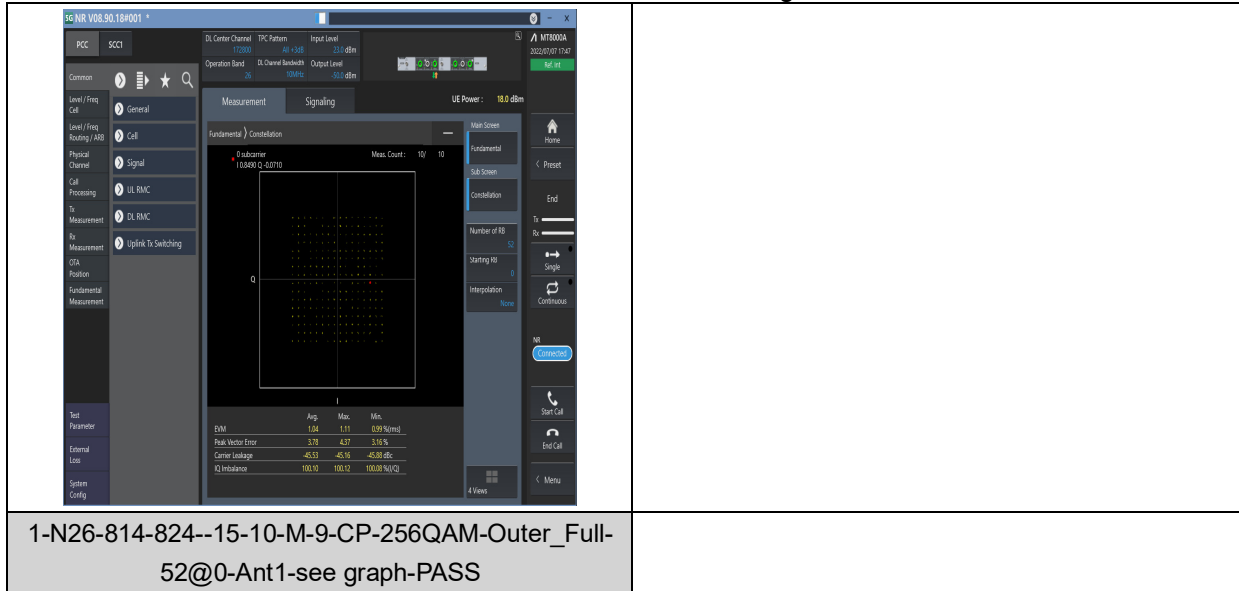 5G NR V08.90.18#001 *
PCC SCC1
DL Center Channel TPC Pattern Input Level
172800 All +3dB 23.0 dBm
Operation Band DL Channel Bandwidth Output Level
26 10MHz -50.0 dBm
MT8000A
2022/07/07 17:47
Ref. Int
Common
Level / Freq
Cell
Level / Freq
Routing / ARB
Physical
Channel
Call
Processing
Tx
Measurement
Rx
Measurement
OTA
Position
Fundamental
Measurement
Test
Parameter
External
Loss
System
Config
General
Cell
Signal
UL RMC
DL RMC
Uplink Tx Switching
Measurement Signaling UE Power : 18.0 dBm
Fundamental Constellation
0 subcarrier Meas. Count : 10/ 10
I 0.8490 Q -0.0710
Q
I
Avg. Max. Min.
EVM 1.04 1.11 0.99 %(rms)
Peak Vector Error 3.78 4.37 3.16 %
Carrier Leakage -45.53 -45.16 -45.88 dBc
IQ Imbalance 100.10 100.12 100.08 %(I/Q)
Main Screen
Fundamental
Sub Screen
Constellation
Number of RB
52
Starting RB
0
Interpolation
None
4 Views
Home
Preset
End
Tx
Rx
Single
Continuous
NR
Connected
Start Call
End Call
Menu
1-N26-814-824--15-10-M-9-CP-256QAM-Outer_Full-
52@0-Ant1-see graph-PASS